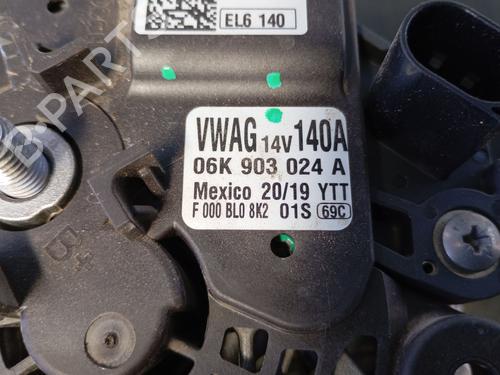 EL6 140
VWAG 14V 140A
06K 903 024 A
Mexico 20/19 YTT
F 000 BL0 8K2 01S 69C
B+
B-PARTS